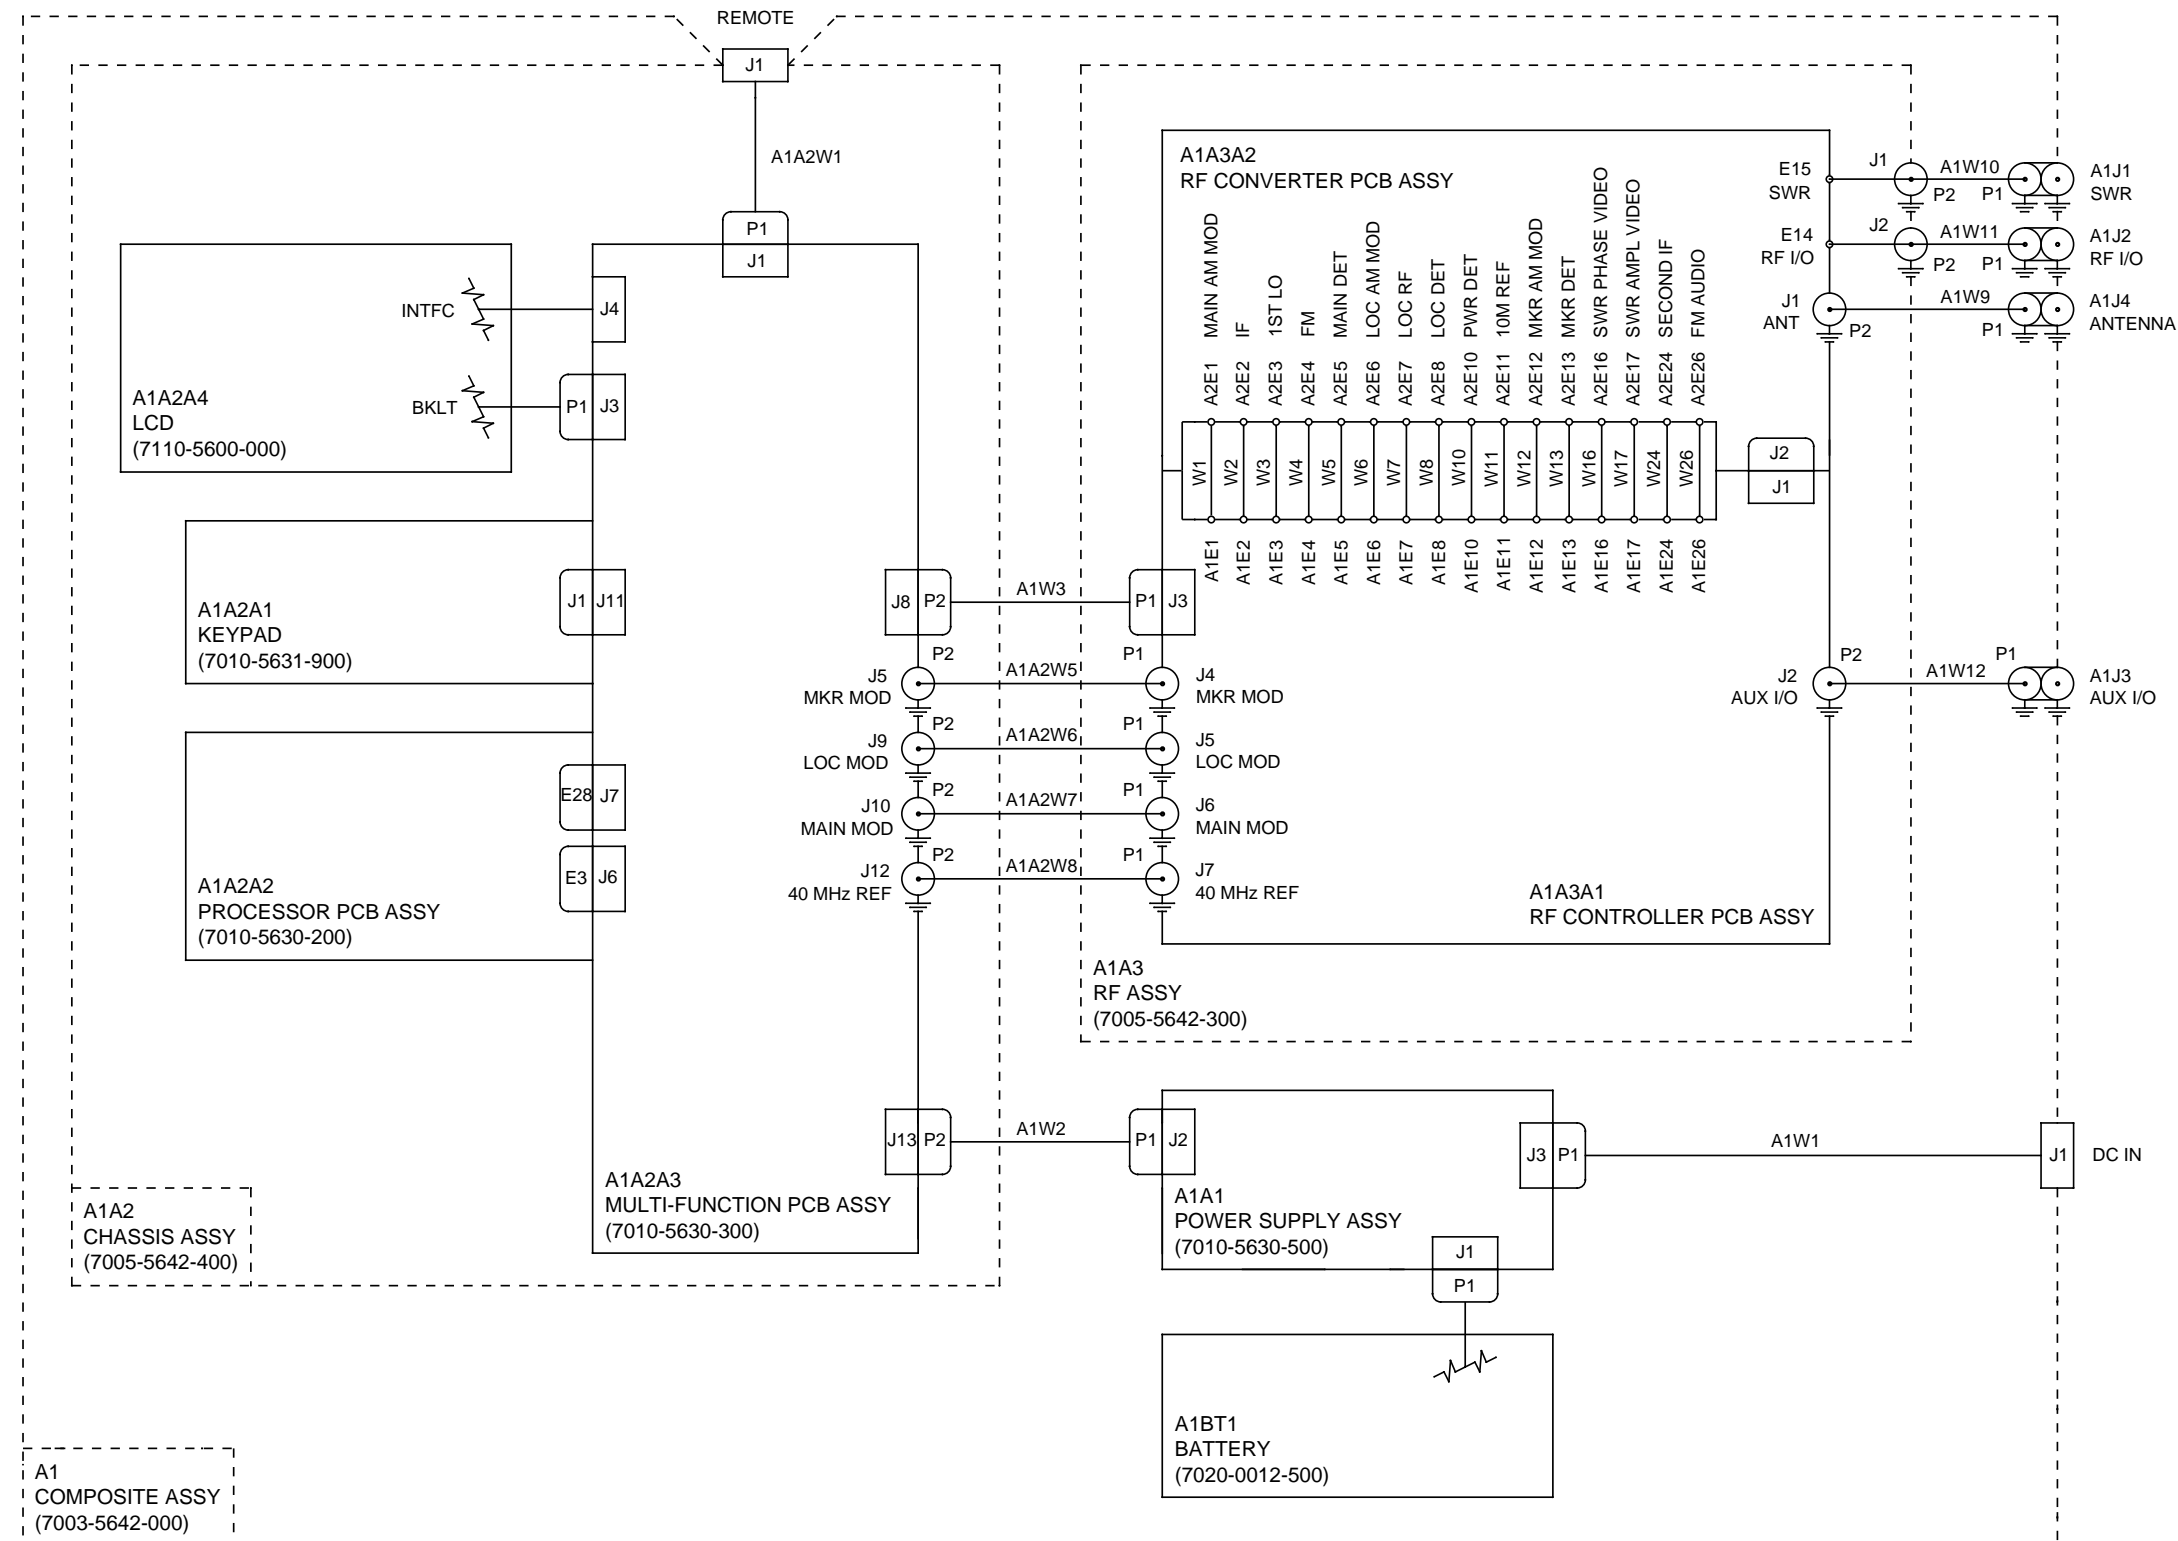 REMOTE
J1
A1A2W1
P1
J1
INTFC
J4
BKLT
P1
J3
A1A2A4
LCD
(7110-5600-000)
J1
J11
A1A2A1
KEYPAD
(7010-5631-900)
E28
J7
E3
J6
A1A2A2
PROCESSOR PCB ASSY
(7010-5630-200)
J8
P2
A1W3
P1
J3
J5
MKR MOD
P2
A1A2W5
P1
J4
MKR MOD
J9
LOC MOD
P2
A1A2W6
P1
J5
LOC MOD
J10
MAIN MOD
P2
A1A2W7
P1
J6
MAIN MOD
J12
40 MHz REF
P2
A1A2W8
P1
J7
40 MHz REF
J13
P2
A1W2
P1
J2
A1A2A3
MULTI-FUNCTION PCB ASSY
(7010-5630-300)
A1A2
CHASSIS ASSY
(7005-5642-400)
A1
COMPOSITE ASSY
(7003-5642-000)
A1A3A2
RF CONVERTER PCB ASSY
A2E1 MAIN AM MOD
A2E2 IF
A2E3 1ST LO
A2E4 FM
A2E5 MAIN DET
A2E6 LOC AM MOD
A2E7 LOC RF
A2E8 LOC DET
A2E10 PWR DET
A2E11 10M REF
A2E12 MKR AM MOD
A2E13 MKR DET
A2E16 SWR PHASE VIDEO
A2E17 SWR AMPL VIDEO
A2E24 SECOND IF
A2E26 FM AUDIO
W1
W2
W3
W4
W5
W6
W7
W8
W10
W11
W12
W13
W16
W17
W24
W26
A1E1
A1E2
A1E3
A1E4
A1E5
A1E6
A1E7
A1E8
A1E10
A1E11
A1E12
A1E13
A1E16
A1E17
A1E24
A1E26
J2
J1
E15
SWR
J1
P2
A1W10
P1
A1J1
SWR
E14
RF I/O
J2
P2
A1W11
P1
A1J2
RF I/O
J1
ANT
P2
A1W9
P1
A1J4
ANTENNA
J2
AUX I/O
P2
A1W12
P1
A1J3
AUX I/O
A1A3A1
RF CONTROLLER PCB ASSY
A1A3
RF ASSY
(7005-5642-300)
J3
P1
A1W1
J1
DC IN
A1A1
POWER SUPPLY ASSY
(7010-5630-500)
J1
P1
A1BT1
BATTERY
(7020-0012-500)